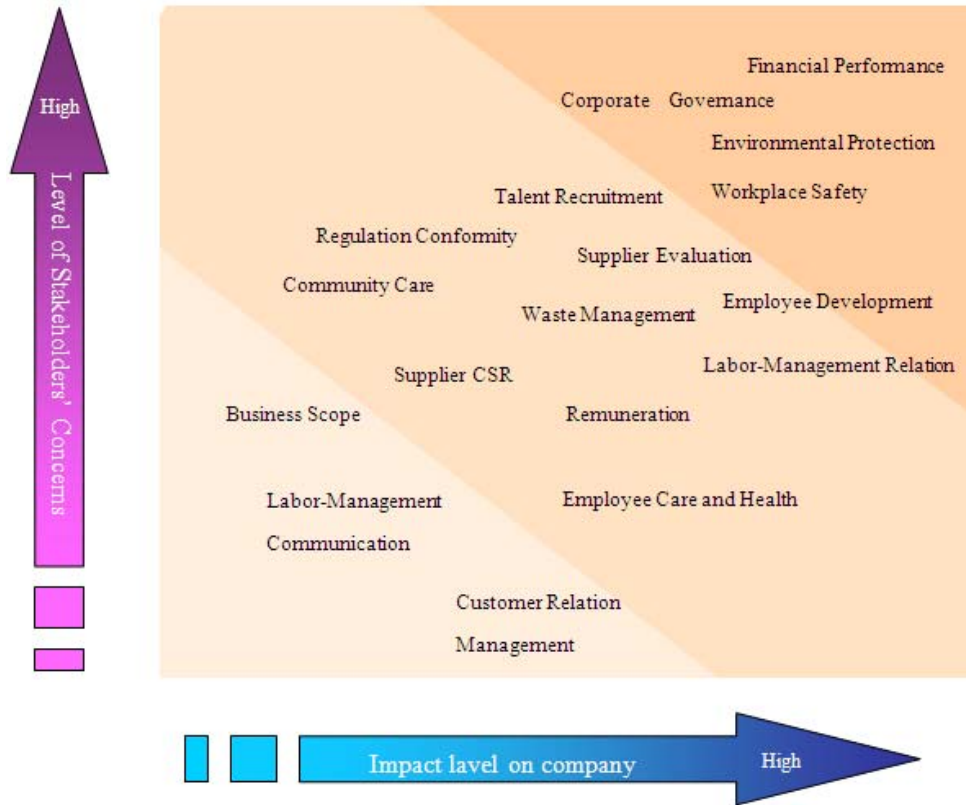 High
Level of Stakeholders' Concerns
Financial Performance
Corporate Governance
Environmental Protection
Talent Recruitment
Workplace Safety
Regulation Conformity
Supplier Evaluation
Community Care
Employee Development
Waste Management
Labor-Management Relation
Supplier CSR
Business Scope
Remuneration
Labor-Management
Communication
Employee Care and Health
Customer Relation
Management
Impact lavel on company
High